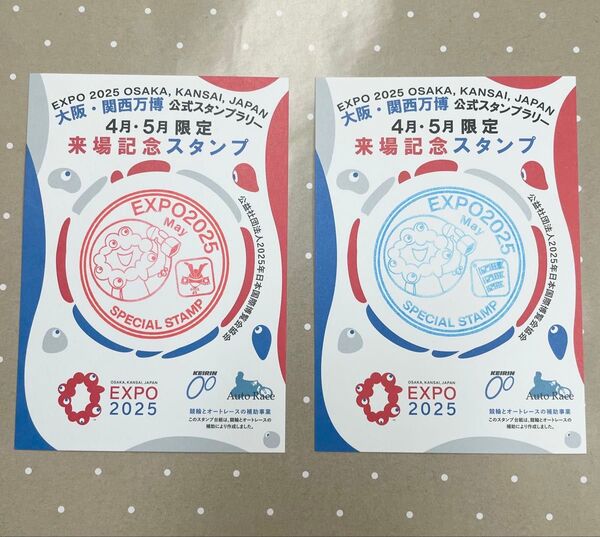 EXPO 2025 OSAKA, KANSAI, JAPAN
大阪・関西万博 公式スタンプラリー
4月・5月 限定
来場記念スタンプ
EXPO2025
May
SPECIAL STAMP
公益社団法人2025年日本国際博覧会協会
OSAKA, KANSAI, JAPAN
EXPO
2025
KEIRIN
Auto Race
競輪とオートレースの補助事業
このスタンプ台紙は、競輪とオートレースの
補助により作成しました。
EXPO 2025 OSAKA, KANSAI, JAPAN
大阪・関西万博 公式スタンプラリー
4月・5月 限定
来場記念スタンプ
EXPO2025
May
SPECIAL STAMP
公益社団法人2025年日本国際博覧会協会
OSAKA, KANSAI, JAPAN
EXPO
2025
KEIRIN
Auto Race
競輪とオートレースの補助事業
このスタンプ台紙は、競輪とオートレースの
補助により作成しました。